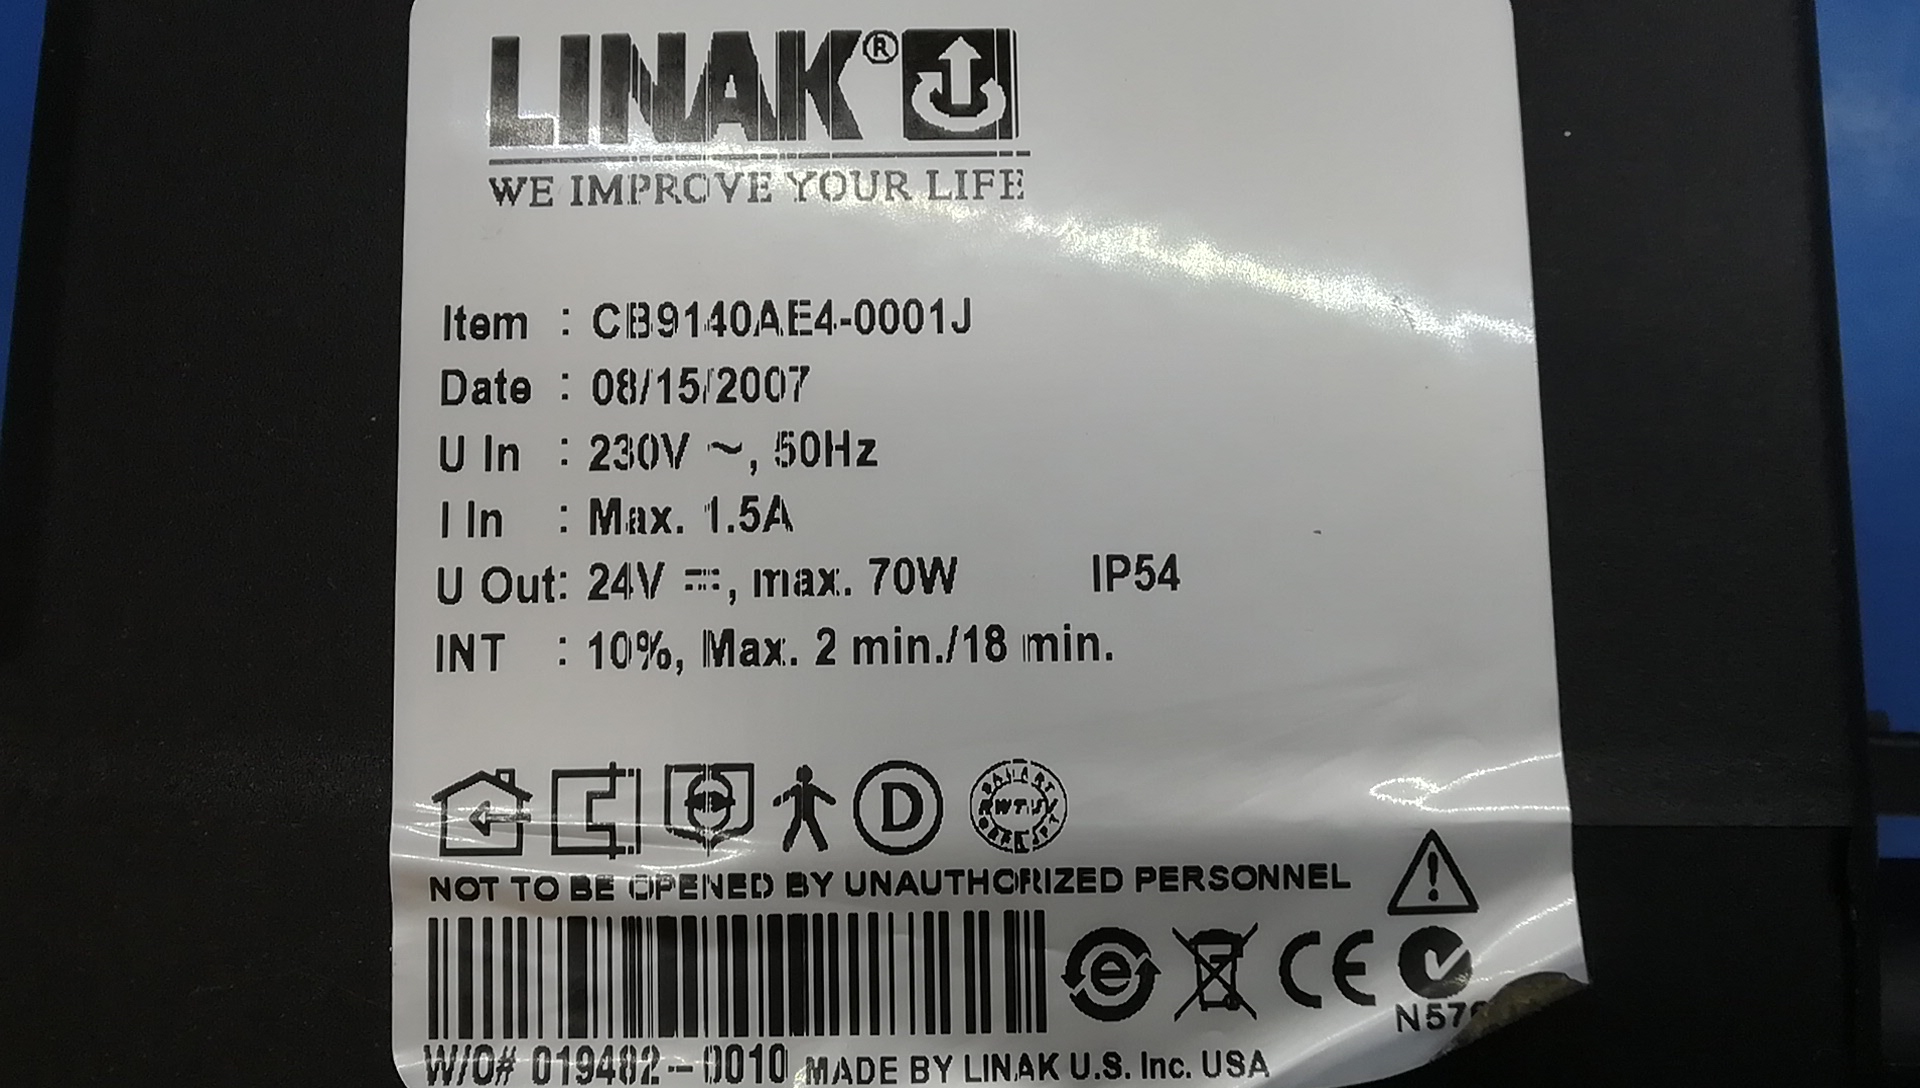 LINAK®
WE IMPROVE YOUR LIFE
Item : CB9140AE4-0001J
Date : 08/15/2007
U In : 230V ~, 50Hz
I In : Max. 1.5A
U Out: 24V ⎓, max. 70W IP54
INT : 10%, Max. 2 min./18 min.
D
NOT TO BE OPENED BY UNAUTHORIZED PERSONNEL
e CE
W/O# 019482-0010 MADE BY LINAK U.S. Inc. USA